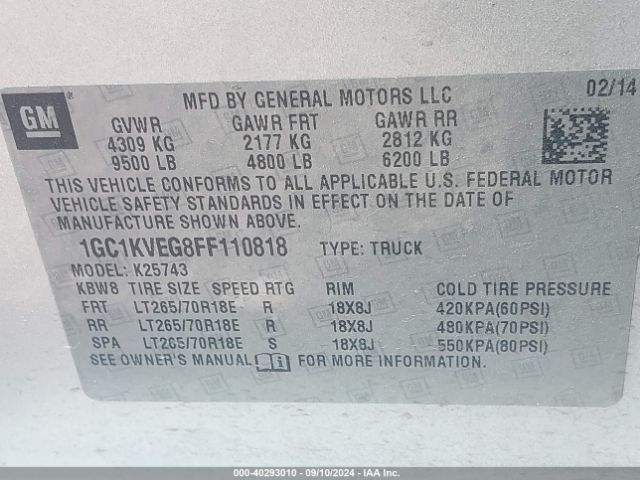 GM
MFD BY GENERAL MOTORS LLC
02/14
GVWR GAWR FRT GAWR RR
4309 KG 2177 KG 2812 KG
9500 LB 4800 LB 6200 LB
THIS VEHICLE CONFORMS TO ALL APPLICABLE U.S. FEDERAL MOTOR
VEHICLE SAFETY STANDARDS IN EFFECT ON THE DATE OF
MANUFACTURE SHOWN ABOVE.
1GC1KVEG8FF110818 TYPE: TRUCK
MODEL: K25743
KBW8 TIRE SIZE SPEED RTG RIM COLD TIRE PRESSURE
FRT LT265/70R18E R 18X8J 420KPA(60PSI)
RR LT265/70R18E R 18X8J 480KPA(70PSI)
SPA LT265/70R18E S 18X8J 550KPA(80PSI)
SEE OWNER'S MANUAL FOR MORE INFORMATION.
000-40293010 - 09/10/2024 - IAA Inc.